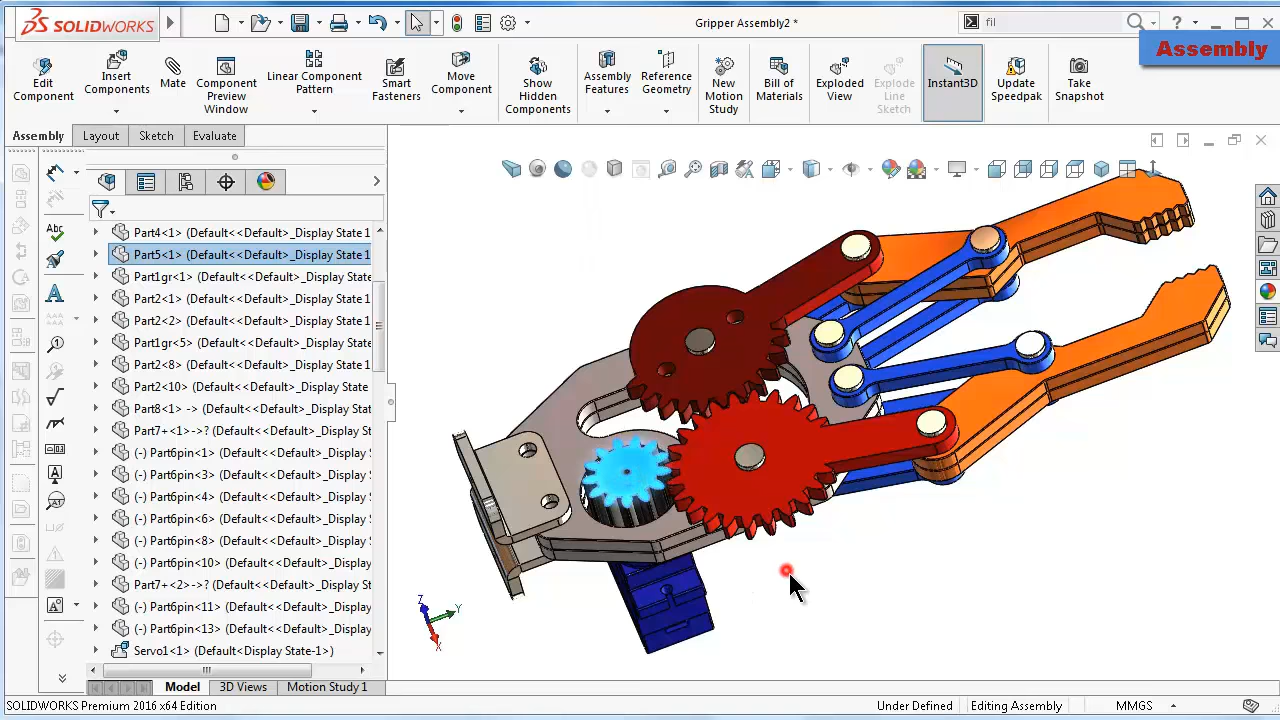 SOLIDWORKS
Gripper Assembly2 *
fil
Assembly
Edit Component
Insert Components
Mate
Component Preview Window
Linear Component Pattern
Smart Fasteners
Move Component
Show Hidden Components
Assembly Features
Reference Geometry
New Motion Study
Bill of Materials
Exploded View
Explode Line Sketch
Instant3D
Update Speedpak
Take Snapshot
Assembly Layout Sketch Evaluate
Part4<1> (Default<<Default>_Display State 1
Part5<1> (Default<<Default>_Display State 1
Part1gr<1> (Default<<Default>_Display State
Part2<1> (Default<<Default>_Display State 1
Part2<2> (Default<<Default>_Display State 1
Part1gr<5> (Default<<Default>_Display State
Part2<8> (Default<<Default>_Display State 1
Part2<10> (Default<<Default>_Display State
Part8<1> -> (Default<<Default>_Display Stat
Part7+<1>->? (Default<<Default>_Display S
(-) Part6pin<1> (Default<<Default>_Display S
(-) Part6pin<3> (Default<<Default>_Display S
(-) Part6pin<4> (Default<<Default>_Display S
(-) Part6pin<6> (Default<<Default>_Display S
(-) Part6pin<8> (Default<<Default>_Display S
(-) Part6pin<10> (Default<<Default>_Display
Part7+<2>->? (Default<<Default>_Display S
(-) Part6pin<11> (Default<<Default>_Display
(-) Part6pin<13> (Default<<Default>_Display
Servo1<1> (Default<Display State-1>)
Z
Y
X
Model 3D Views Motion Study 1
SOLIDWORKS Premium 2016 x64 Edition
Under Defined Editing Assembly MMGS